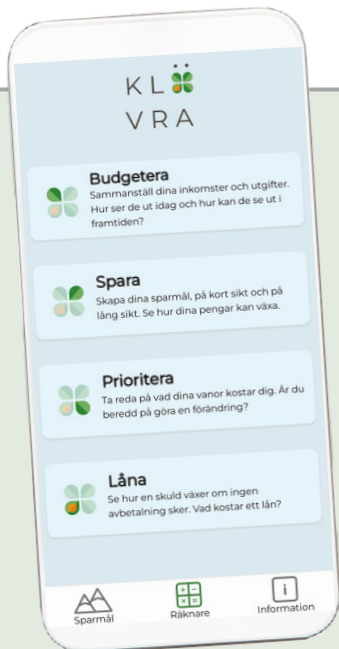 KLÖ
VRA
Budgetera
Sammanställ dina inkomster och utgifter.
Hur ser de ut idag och hur kan de se ut i
framtiden?
Spara
Skapa dina sparmål, på kort sikt och på
lång sikt. Se hur dina pengar kan växa.
Prioritera
Ta reda på vad dina vanor kostar dig. Är du
beredd på göra en förändring?
Låna
Se hur en skuld växer om ingen
avbetalning sker. Vad kostar ett lån?
Sparmål
Räknare
Information